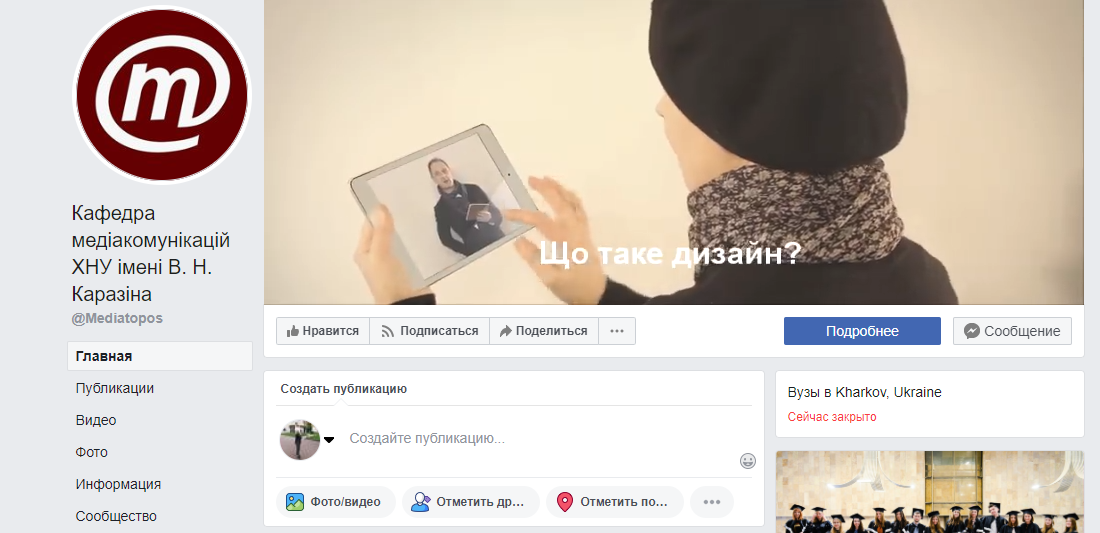 @m
Кафедра
медіакомунікацій
ХНУ імені В. Н.
Каразіна
@Mediatopos
Главная
Публикации
Видео
Фото
Информация
Сообщество
Що таке дизайн?
Нравится
Подписаться
Поделиться
Подробнее
Сообщение
Создать публикацию
Создайте публикацию...
Фото/видео
Отметить др...
Отметить по...
Вузы в Kharkov, Ukraine
Сейчас закрыто